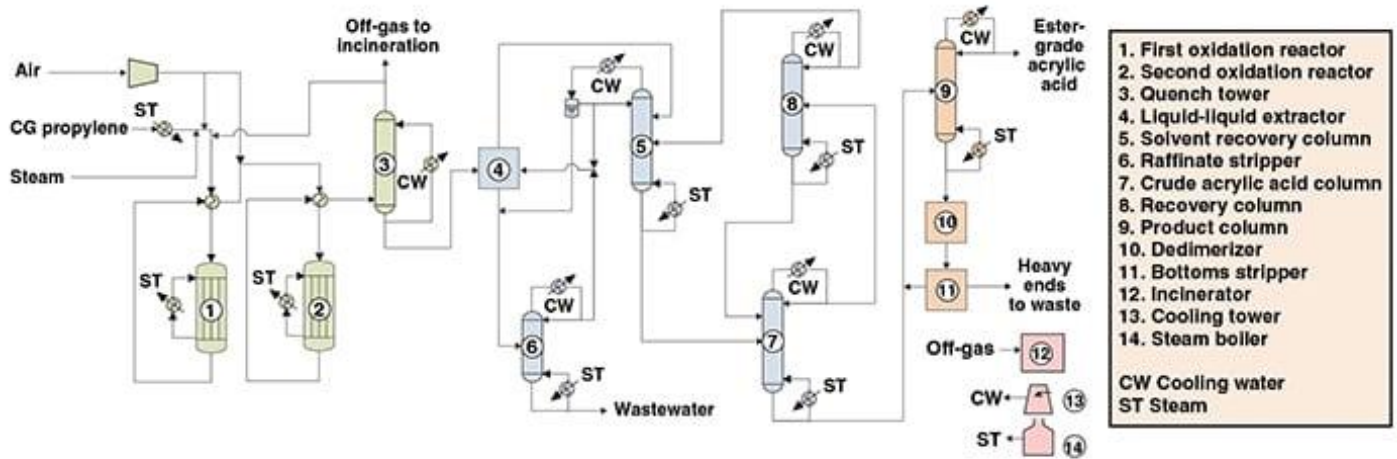 Off-gas to
incineration
Air
ST
CG propylene
Steam
ST
1
ST
2
3
CW
4
CW
5
ST
CW
6
ST
Wastewater
CW
8
ST
CW
7
ST
CW
9
ST
Ester-
grade
acrylic
acid
10
11
Heavy
ends
to waste
Off-gas
12
CW
13
ST
14
1. First oxidation reactor
2. Second oxidation reactor
3. Quench tower
4. Liquid-liquid extractor
5. Solvent recovery column
6. Raffinate stripper
7. Crude acrylic acid column
8. Recovery column
9. Product column
10. Dedimerizer
11. Bottoms stripper
12. Incinerator
13. Cooling tower
14. Steam boiler
CW Cooling water
ST Steam